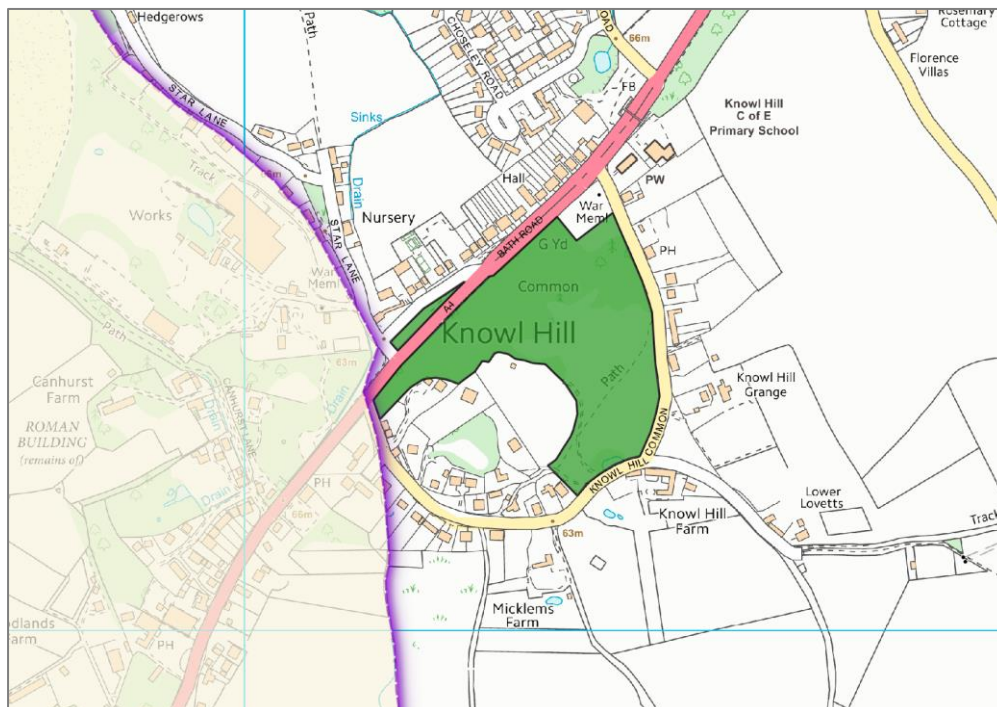 Hedgerows
Path
CHOSELEY ROAD
ROAD
66m
Rosemary
Cottage
Florence
Villas
STAR LANE
Sinks
FB
Knowl Hill
C of E
Primary School
Track
Drain
Hall
PW
Works
Nursery
STAR LANE
War
Meml
BATH ROAD
G Yd
PH
War
Meml
Common
A4
Knowl Hill
Path
63m
Path
Canhurst
Farm
Drain
CANHURST LANE
Drain
Knowl Hill
Grange
ROMAN
BUILDING
(remains of)
KNOWL HILL COMMON
Drain
PH
66m
Lower
Lovetts
Knowl Hill
Farm
Track
63m
Micklems
Farm
Farm
PH